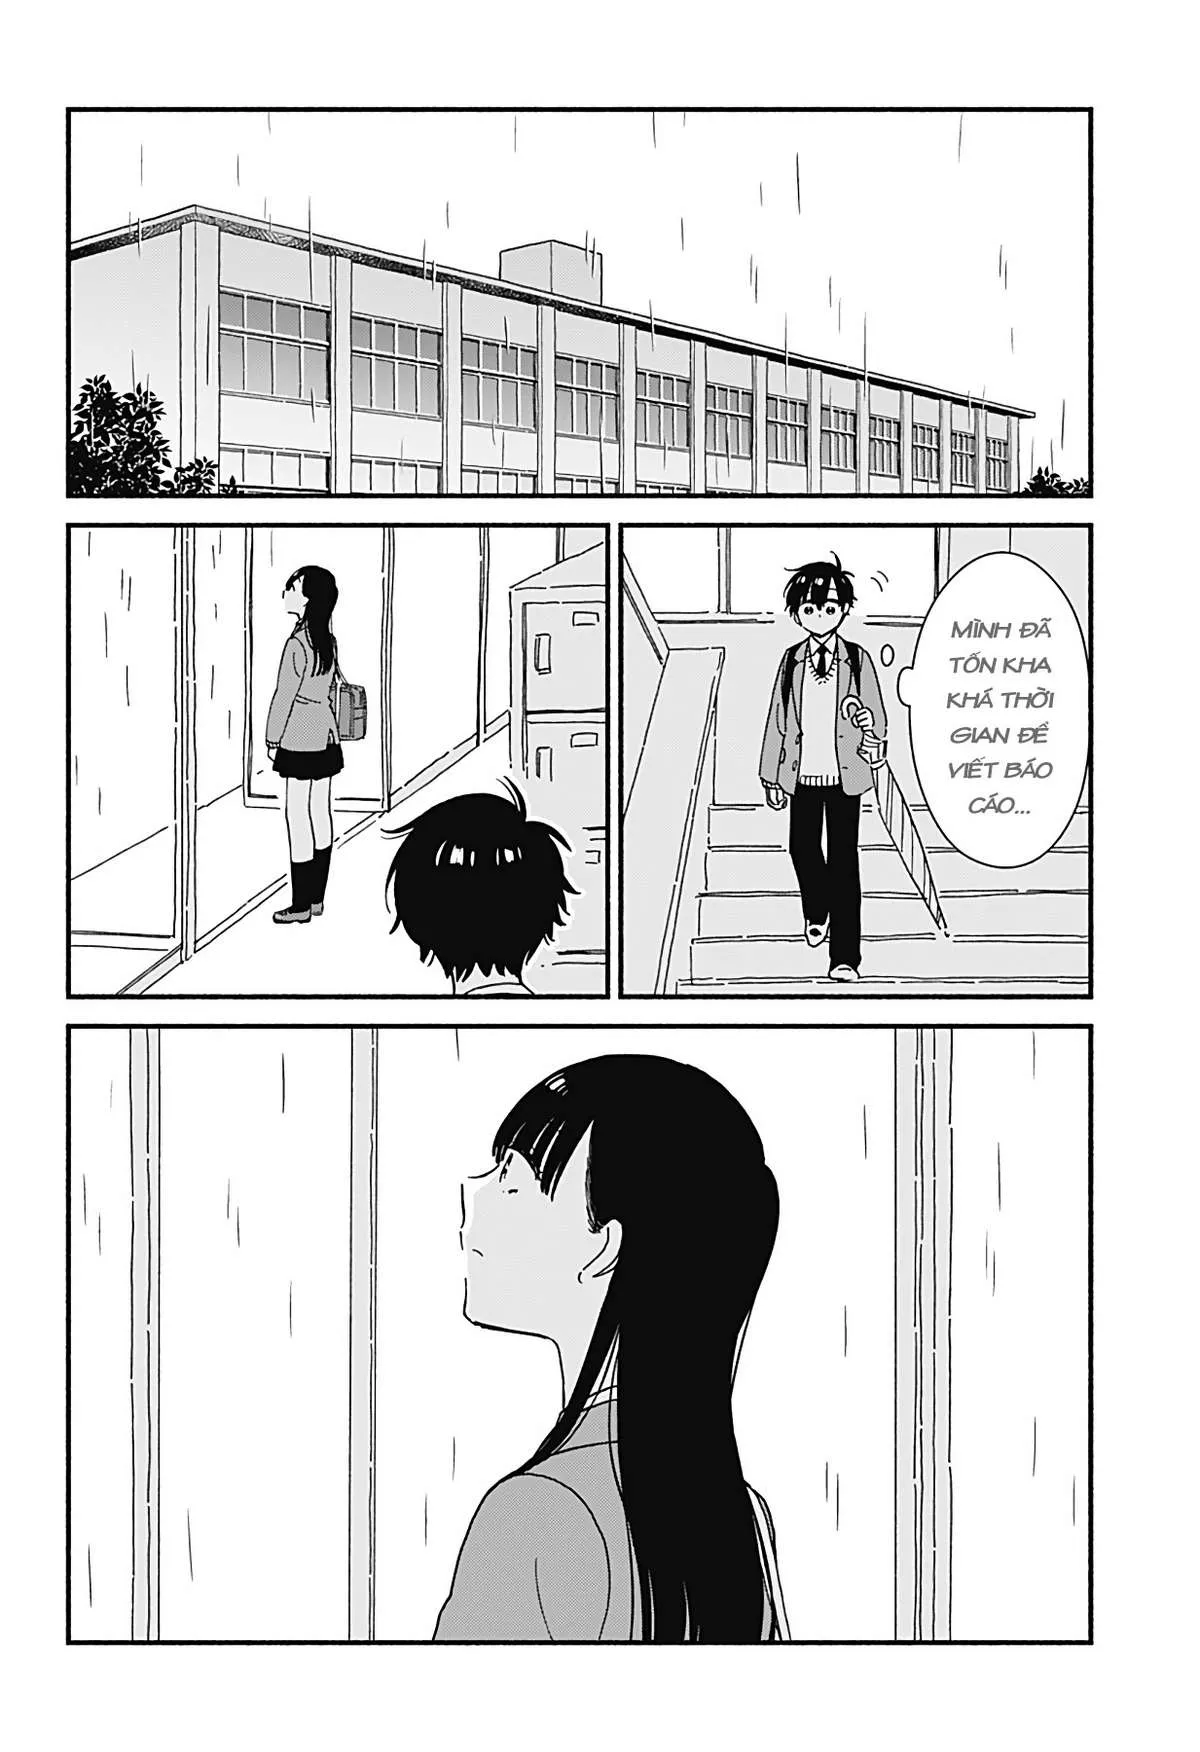 MÌNH ĐÃ
TỐN KHA
KHÁ THỜI
GIAN ĐỂ
VIẾT BÁO
CÁO...